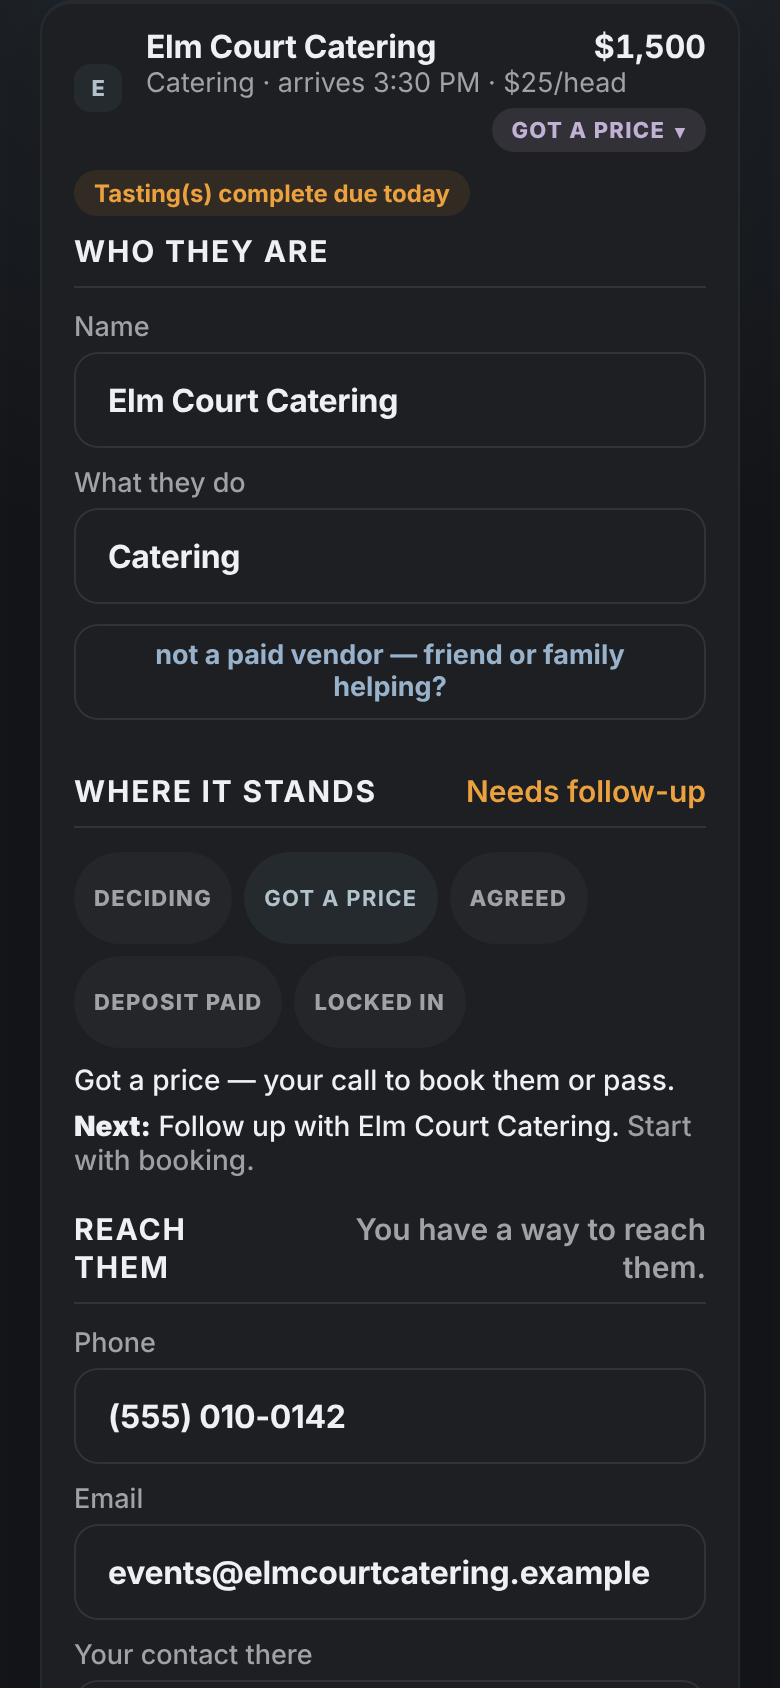 Elm Court Catering $1,500
E
Catering · arrives 3:30 PM · $25/head
GOT A PRICE ▾
Tasting(s) complete due today
WHO THEY ARE
Name
Elm Court Catering
What they do
Catering
not a paid vendor — friend or family
helping?
WHERE IT STANDS Needs follow-up
DECIDING GOT A PRICE AGREED
DEPOSIT PAID LOCKED IN
Got a price — your call to book them or pass.
Next: Follow up with Elm Court Catering. Start
with booking.
REACH You have a way to reach
THEM them.
Phone
(555) 010-0142
Email
events@elmcourtcatering.example
Your contact there